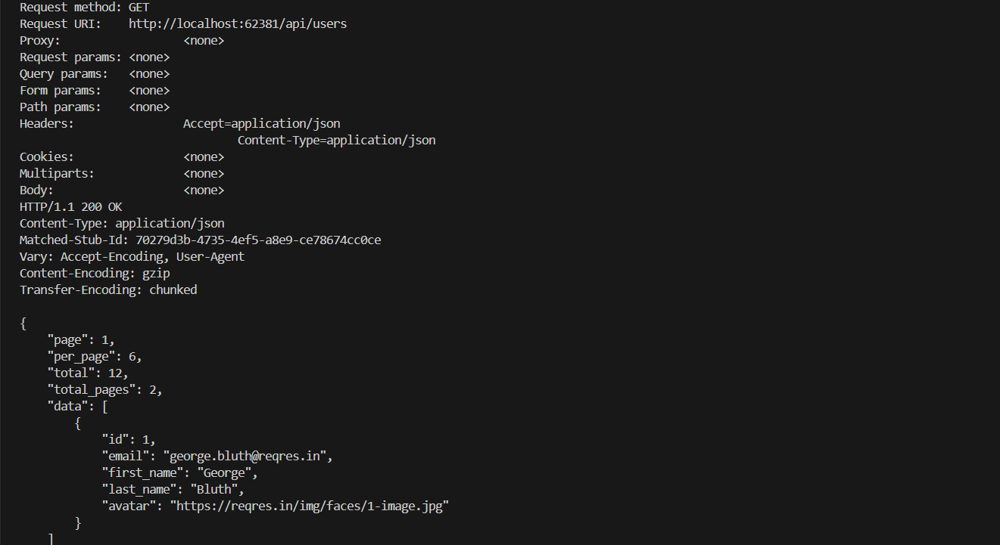 Request method: GET
Request URI:    http://localhost:62381/api/users
Proxy:                  <none>
Request params: <none>
Query params:   <none>
Form params:    <none>
Path params:    <none>
Headers:                Accept=application/json
                                Content-Type=application/json
Cookies:                <none>
Multiparts:             <none>
Body:                   <none>
HTTP/1.1 200 OK
Content-Type: application/json
Matched-Stub-Id: 70279d3b-4735-4ef5-a8e9-ce78674cc0ce
Vary: Accept-Encoding, User-Agent
Content-Encoding: gzip
Transfer-Encoding: chunked

{
    "page": 1,
    "per_page": 6,
    "total": 12,
    "total_pages": 2,
    "data": [
        {
            "id": 1,
            "email": "george.bluth@reqres.in",
            "first_name": "George",
            "last_name": "Bluth",
            "avatar": "https://reqres.in/img/faces/1-image.jpg"
        }
    ]